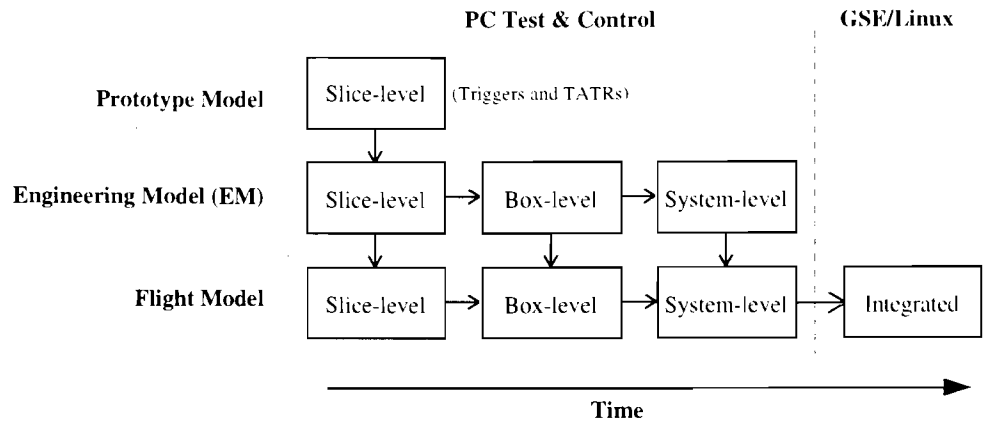 PC Test & Control
GSE/Linux
Prototype Model
Slice-level
(Triggers and TATRs)
Engineering Model (EM)
Slice-level
Box-level
System-level
Flight Model
Slice-level
Box-level
System-level
Integrated
Time